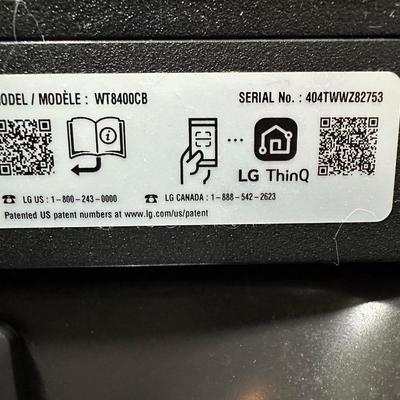 MODEL / MODÈLE : WT8400CB
SERIAL No. : 404TWWZ82753
LG ThinQ
☎ LG US : 1-800-243-0000
☎ LG CANADA : 1-888-542-2623
Patented US patent numbers at www.lg.com/us/patent